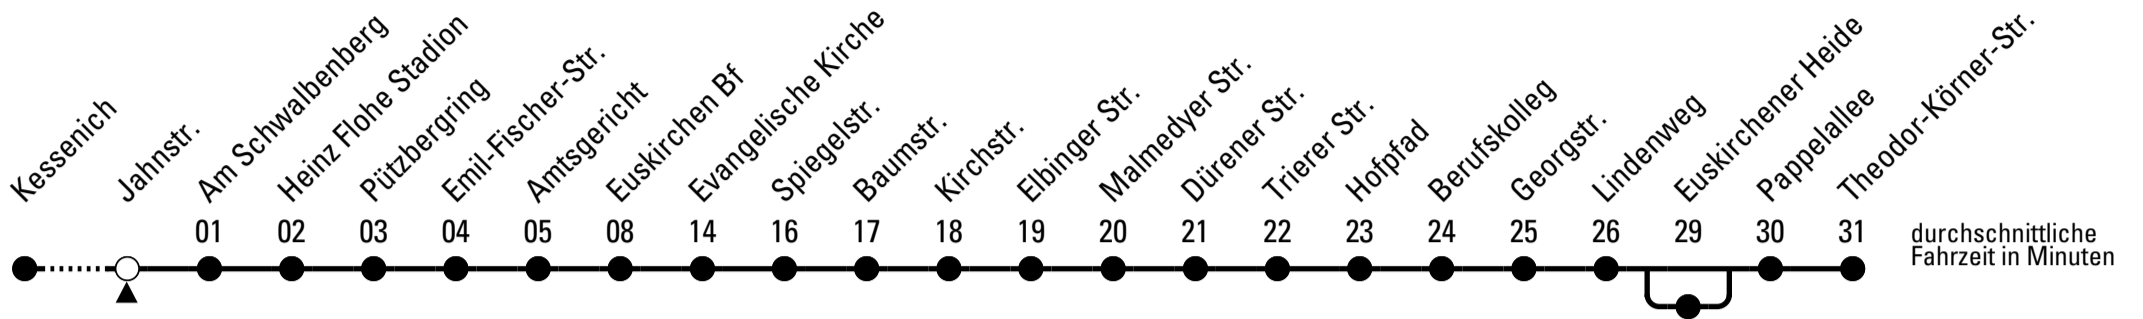 Kessenich
Jahnstr.
Am Schwalbenberg
Heinz Flohe Stadion
Pützbergring
Emil-Fischer-Str.
Amtsgericht
Euskirchen Bf
Evangelische Kirche
Spiegelstr.
Baumstr.
Kirchstr.
Elbinger Str.
Malmedyer Str.
Dürener Str.
Trierer Str.
Hofpfad
Berufskolleg
Georgstr.
Lindenweg
Euskirchener Heide
Pappelallee
Theodor-Körner-Str.
01 02 03 04 05 08 14 16 17 18 19 20 21 22 23 24 25 26 29 30 31
durchschnittliche
Fahrzeit in Minuten